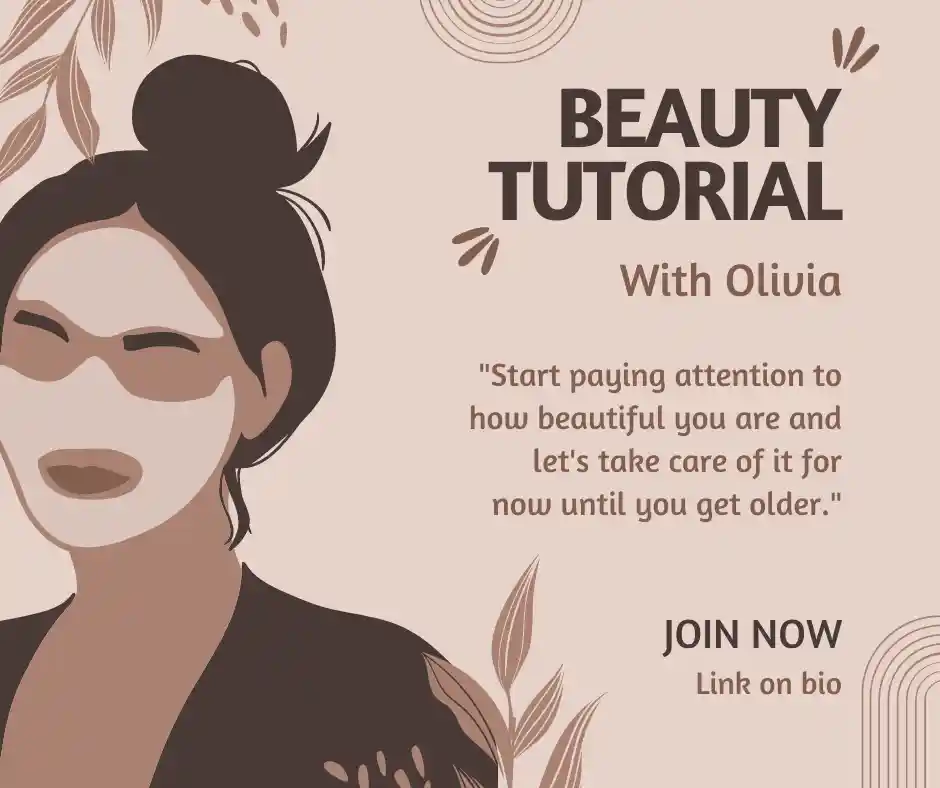 BEAUTY
TUTORIAL
With Olivia
"Start paying attention to
how beautiful you are and
let's take care of it for
now until you get older."
JOIN NOW
Link on bio